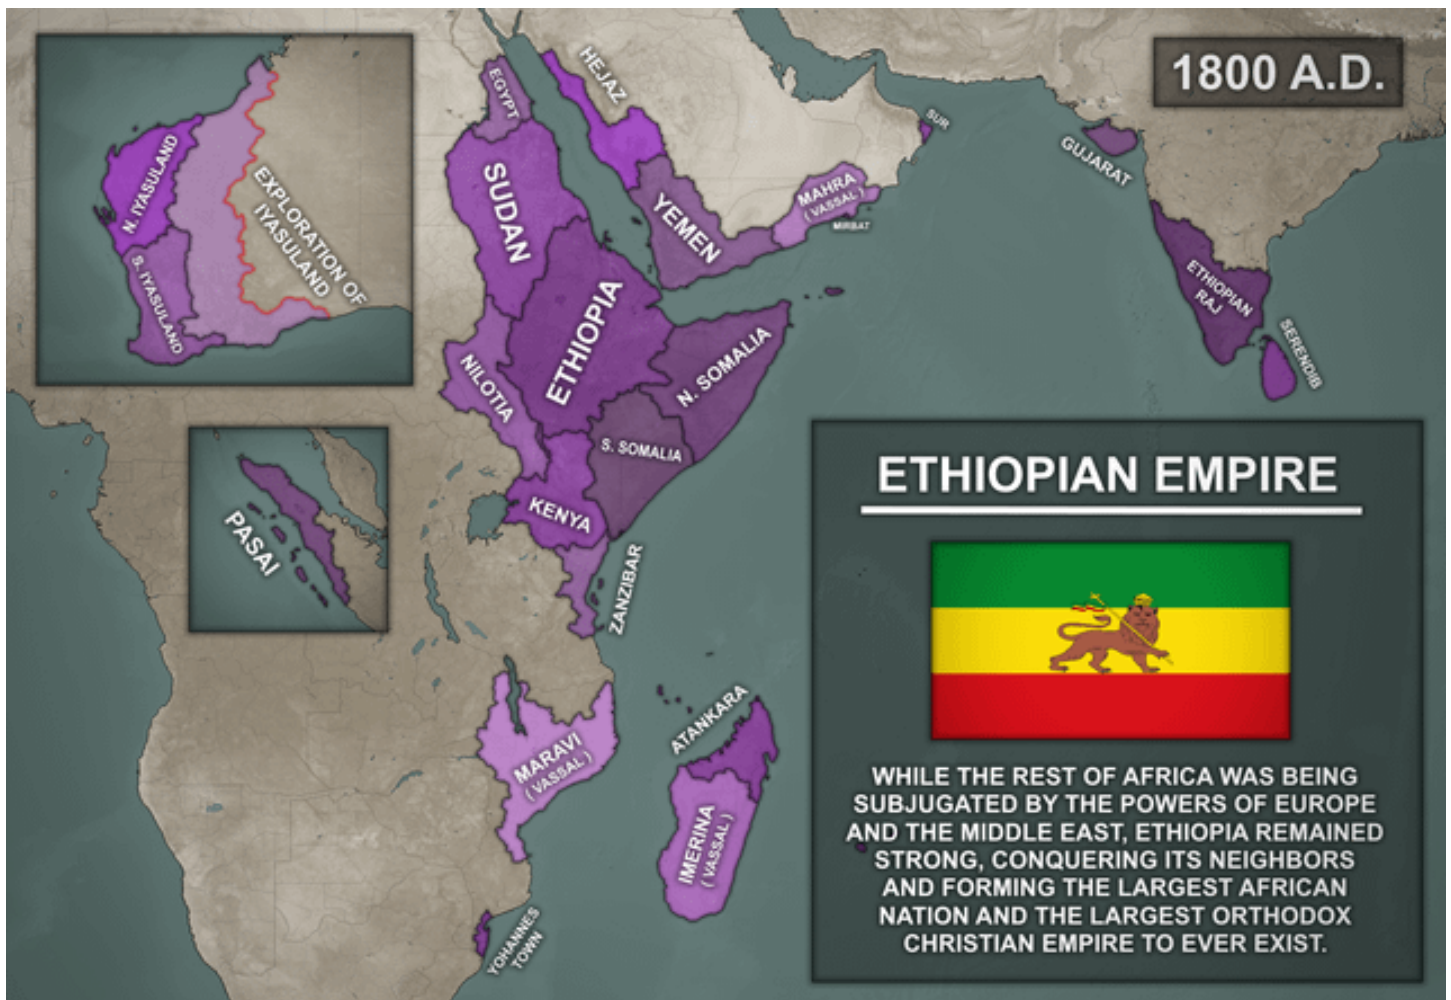 1800 A.D.
N. IYASULAND
S. IYASULAND
EXPLORATION OF
IYASULAND
PASAI
EGYPT
HEJAZ
SUDAN
YEMEN
MAHRA
( VASSAL )
MIRBAT
SUR
GUJARAT
ETHIOPIAN
RAJ
SERENDIB
ETHIOPIA
NILOTIA
N. SOMALIA
S. SOMALIA
KENYA
ZANZIBAR
MARAVI
( VASSAL )
ATANKARA
IMERINA
( VASSAL )
YOHANNES
TOWN
ETHIOPIAN EMPIRE
WHILE THE REST OF AFRICA WAS BEING
SUBJUGATED BY THE POWERS OF EUROPE
AND THE MIDDLE EAST, ETHIOPIA REMAINED
STRONG, CONQUERING ITS NEIGHBORS
AND FORMING THE LARGEST AFRICAN
NATION AND THE LARGEST ORTHODOX
CHRISTIAN EMPIRE TO EVER EXIST.